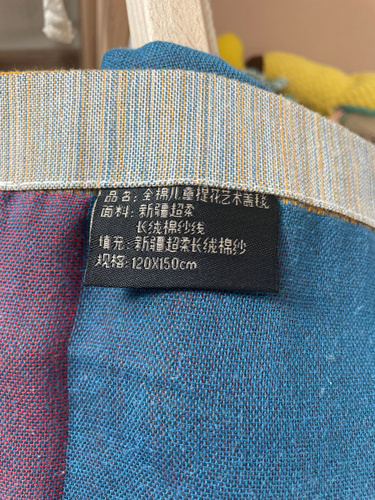 品名: 全棉儿童提花艺术盖毯
面料: 新疆超柔
长绒棉纱线
填充: 新疆超柔长绒棉纱
规格: 120X150cm